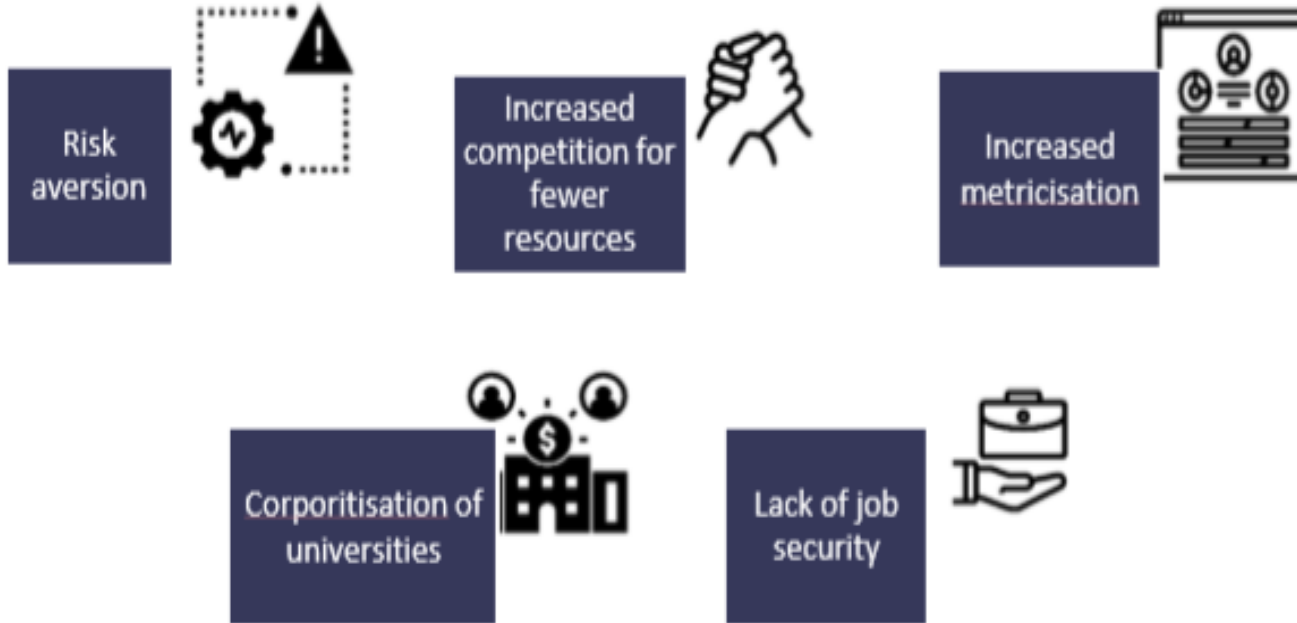 Risk
aversion
Increased
competition for
fewer
resources
Increased
metricisation
Corporitisation of
universities
Lack of job
security